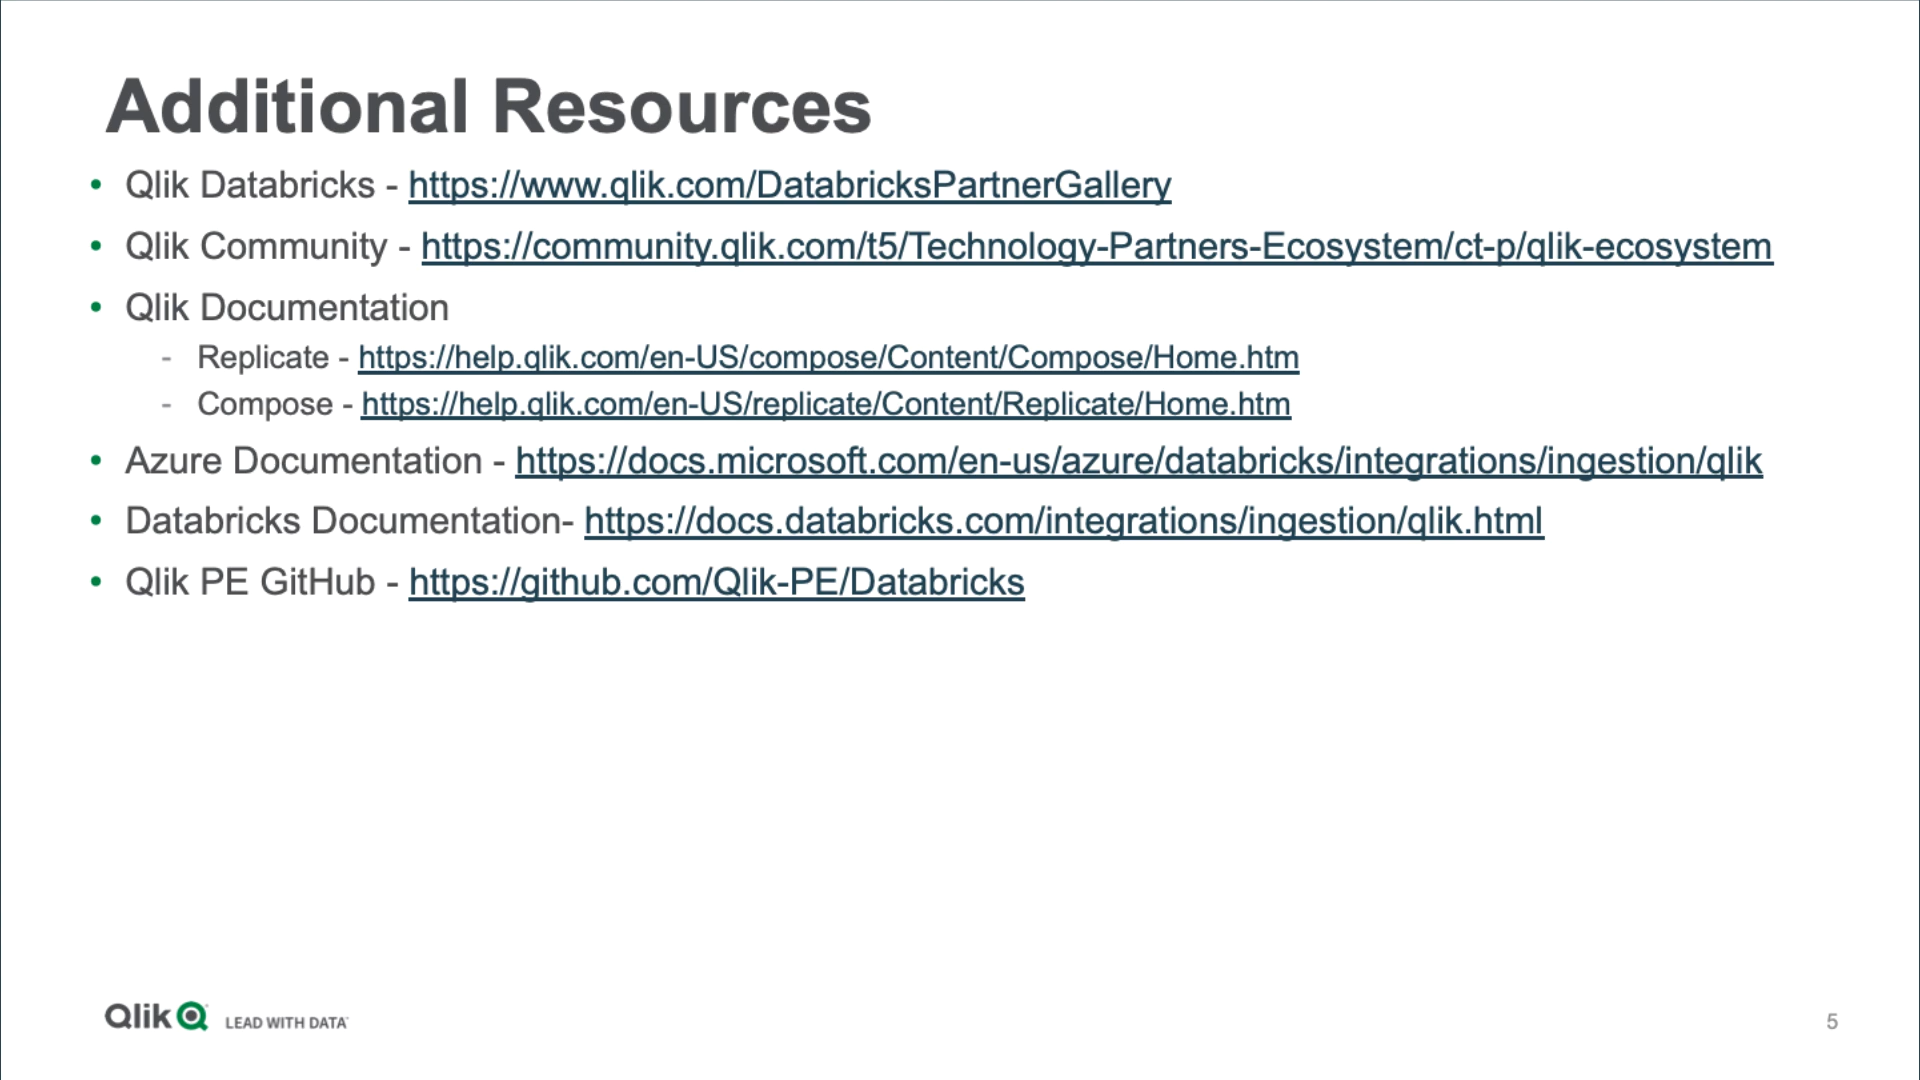 Additional Resources
• Qlik Databricks - https://www.qlik.com/DatabricksPartnerGallery
• Qlik Community - https://community.qlik.com/t5/Technology-Partners-Ecosystem/ct-p/qlik-ecosystem
• Qlik Documentation
- Replicate - https://help.qlik.com/en-US/compose/Content/Compose/Home.htm
- Compose - https://help.qlik.com/en-US/replicate/Content/Replicate/Home.htm
• Azure Documentation - https://docs.microsoft.com/en-us/azure/databricks/integrations/ingestion/qlik
• Databricks Documentation- https://docs.databricks.com/integrations/ingestion/qlik.html
• Qlik PE GitHub - https://github.com/Qlik-PE/Databricks
Qlik LEAD WITH DATA
5